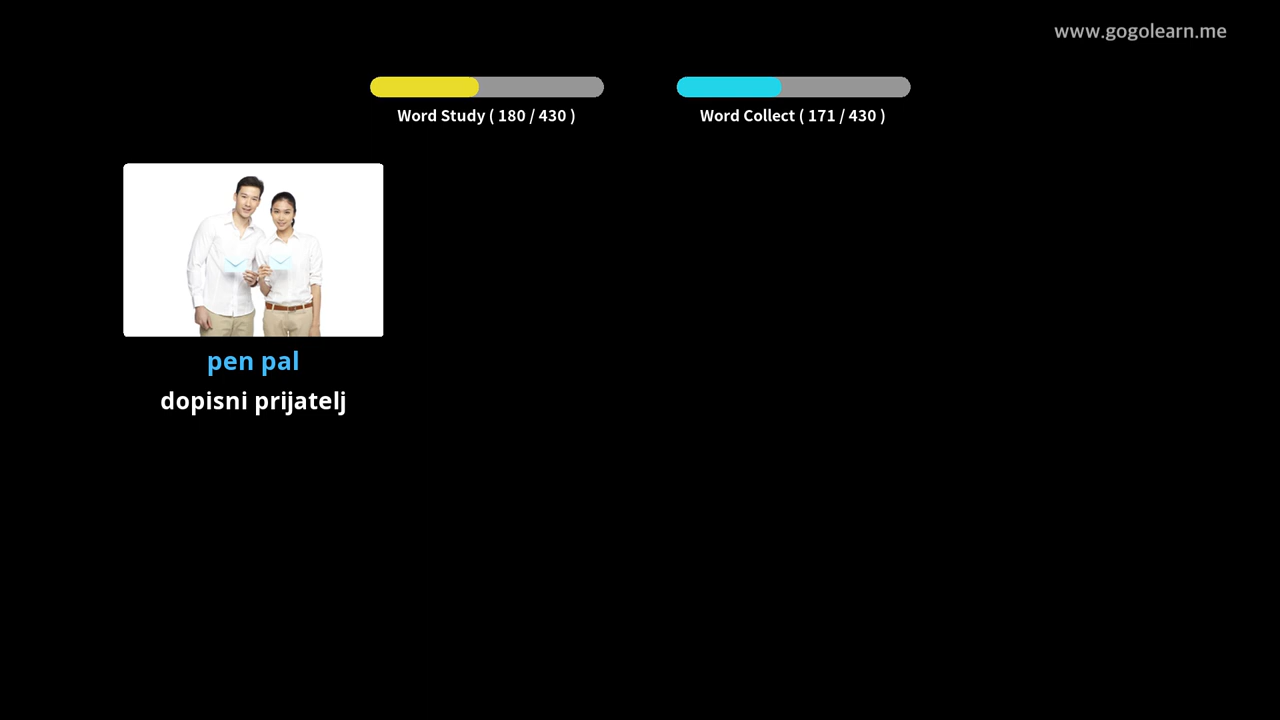 www.gogolearn.me
Word Study ( 180 / 430 )
Word Collect ( 171 / 430 )
pen pal
dopisni prijatelj